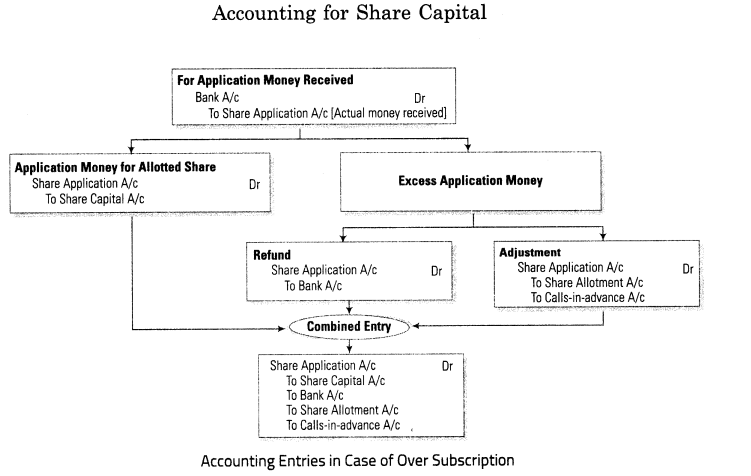 Accounting for Share Capital
For Application Money Received
Bank A/c Dr
To Share Application A/c [Actual money received]
Application Money for Allotted Share
Share Application A/c Dr
To Share Capital A/c
Excess Application Money
Refund
Share Application A/c Dr
To Bank A/c
Adjustment
Share Application A/c Dr
To Share Allotment A/c
To Calls-in-advance A/c
Combined Entry
Share Application A/c Dr
To Share Capital A/c
To Bank A/c
To Share Allotment A/c
To Calls-in-advance A/c
Accounting Entries in Case of Over Subscription